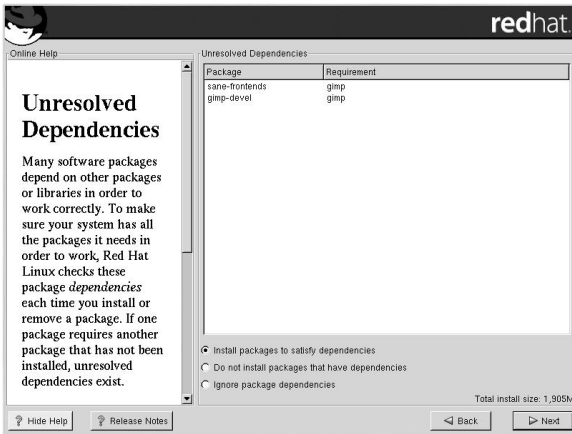 redhat.
Online Help
Unresolved
Dependencies
Many software packages
depend on other packages
or libraries in order to
work correctly. To make
sure your system has all
the packages it needs in
order to work, Red Hat
Linux checks these
package dependencies
each time you install or
remove a package. If one
package requires another
package that has not been
installed, unresolved
dependencies exist.
Unresolved Dependencies
Package Requirement
sane-frontends gimp
gimp-devel gimp
Install packages to satisfy dependencies
Do not install packages that have dependencies
Ignore package dependencies
Total install size: 1,905M
Hide Help
Release Notes
Back
Next